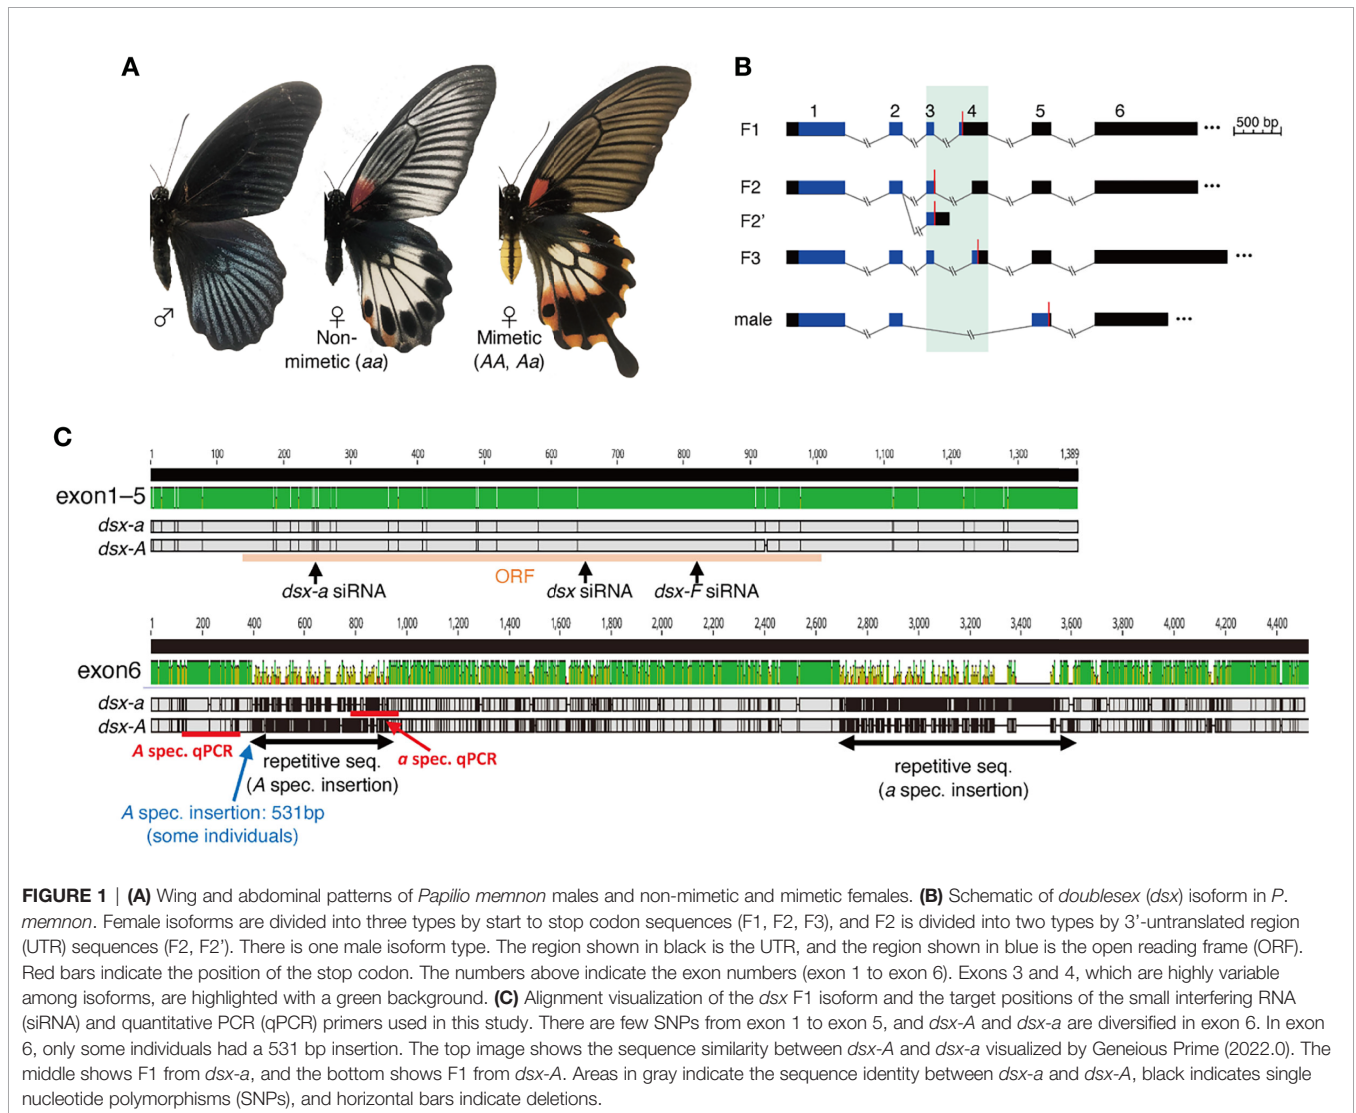 A
♂
♀
Non-
mimetic (aa)
♀
Mimetic
(AA, Aa)
B
1 2 3 4 5 6
F1
500 bp
F2
F2'
F3
male
C
1 100 200 300 400 500 600 700 800 900 1,000 1,100 1,200 1,300 1,389
exon1–5
dsx-a
dsx-A
ORF
dsx-a siRNA dsx siRNA dsx-F siRNA
1 200 400 600 800 1,000 1,200 1,400 1,600 1,800 2,000 2,200 2,400 2,600 2,800 3,000 3,200 3,400 3,600 3,800 4,000 4,200 4,400
exon6
dsx-a
dsx-A
A spec. qPCR
a spec. qPCR
repetitive seq.
(A spec. insertion)
repetitive seq.
(a spec. insertion)
A spec. insertion: 531bp
(some individuals)
FIGURE 1 | (A) Wing and abdominal patterns of Papilio memnon males and non-mimetic and mimetic females. (B) Schematic of doublesex (dsx) isoform in P.
memnon. Female isoforms are divided into three types by start to stop codon sequences (F1, F2, F3), and F2 is divided into two types by 3'-untranslated region
(UTR) sequences (F2, F2'). There is one male isoform type. The region shown in black is the UTR, and the region shown in blue is the open reading frame (ORF).
Red bars indicate the position of the stop codon. The numbers above indicate the exon numbers (exon 1 to exon 6). Exons 3 and 4, which are highly variable
among isoforms, are highlighted with a green background. (C) Alignment visualization of the dsx F1 isoform and the target positions of the small interfering RNA
(siRNA) and quantitative PCR (qPCR) primers used in this study. There are few SNPs from exon 1 to exon 5, and dsx-A and dsx-a are diversified in exon 6. In exon
6, only some individuals had a 531 bp insertion. The top image shows the sequence similarity between dsx-A and dsx-a visualized by Geneious Prime (2022.0). The
middle shows F1 from dsx-a, and the bottom shows F1 from dsx-A. Areas in gray indicate the sequence identity between dsx-a and dsx-A, black indicates single
nucleotide polymorphisms (SNPs), and horizontal bars indicate deletions.